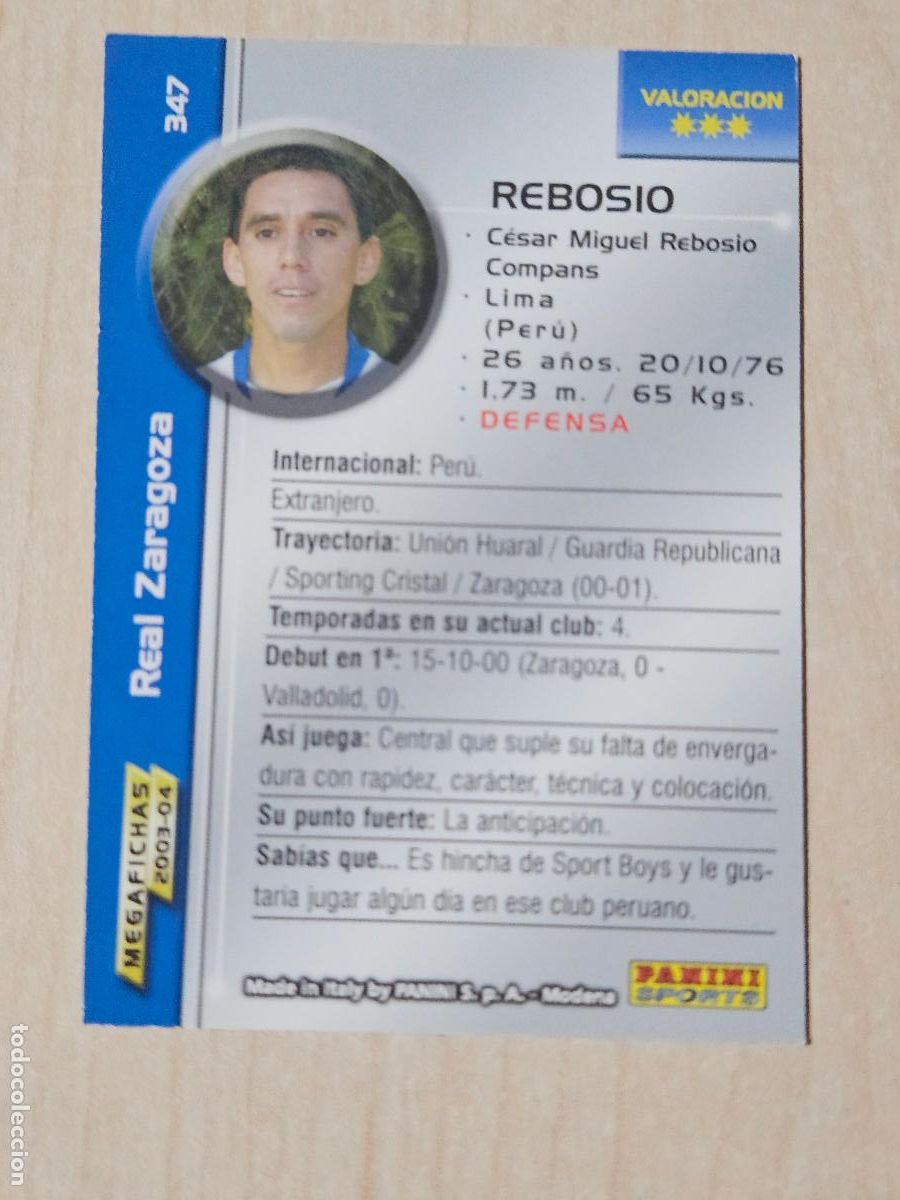 347
Real Zaragoza
MEGAFICHAS
2003-04
VALORACION
REBOSIO
· César Miguel Rebosio
Compans
· Lima
(Perú)
· 26 años. 20/10/76
· 1.73 m. / 65 Kgs.
· DEFENSA
Internacional: Perú.
Extranjero.
Trayectoria: Unión Huaral / Guardia Republicana
/ Sporting Cristal / Zaragoza (00-01).
Temporadas en su actual club: 4.
Debut en 1ª: 15-10-00 (Zaragoza, 0 -
Valladolid, 0).
Así juega: Central que suple su falta de enverga-
dura con rapidez, carácter, técnica y colocación.
Su punto fuerte: La anticipación.
Sabías que... Es hincha de Sport Boys y le gus-
taría jugar algún día en ese club peruano.
Made in Italy by PANINI S. p. A. - Modena
PANINI
SPORTS
todocoleccion.net